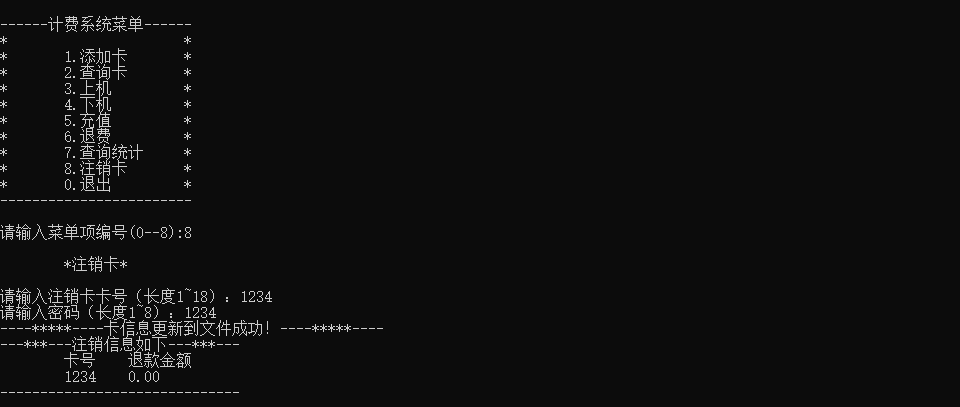 ------计费系统菜单------
*                      *
*       1.添加卡       *
*       2.查询卡       *
*       3.上机         *
*       4.下机         *
*       5.充值         *
*       6.退费         *
*       7.查询统计     *
*       8.注销卡       *
*       0.退出         *
------------------------
请输入菜单项编号(0--8):8
*注销卡*
请输入注销卡卡号（长度1~18）：1234
请输入密码（长度1~8）：1234
----*****----卡信息更新到文件成功！----*****----
---***---注销信息如下---***---
卡号    退款金额
1234    0.00
------------------------------